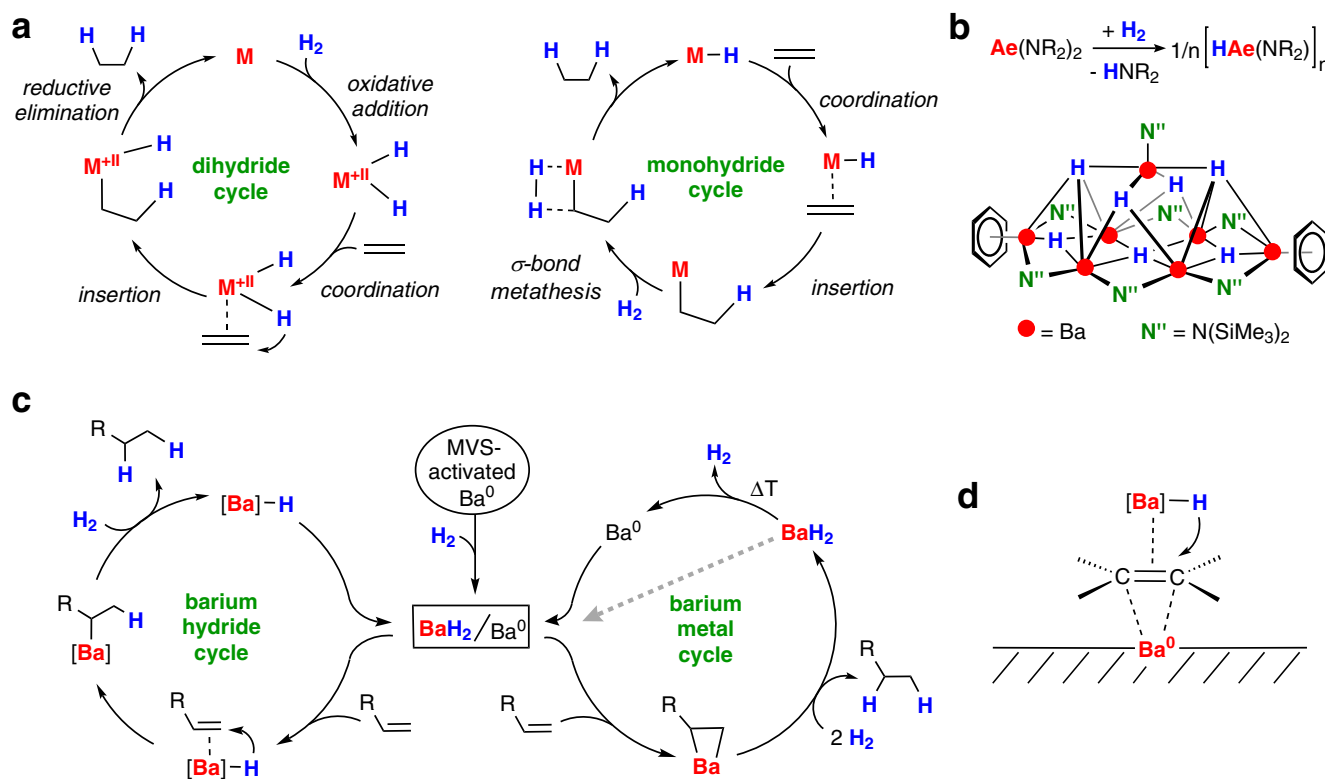 a
H H
M
H2
reductive
elimination
oxidative
addition
M+II
H
H
dihydride
cycle
M+II
H
H
coordination
M+II
H
H
insertion
M–H
H H
coordination
M–H
monohydride
cycle
insertion
M
H
σ-bond
metathesis
H2
H
H
M
H
b
Ae(NR2)2
+ H2
- HNR2
1/n [HAe(NR2)]n
N''
H H
H H
N'' N'' N''
H H H
N'' N'' N''
= Ba
N'' = N(SiMe3)2
c
R
H
H
H2
[Ba]–H
R
H
[Ba]
barium
hydride
cycle
R
[Ba]–H
R
MVS-
activated
Ba0
H2
BaH2/Ba0
H2
ΔT
Ba0
BaH2
barium
metal
cycle
R
R
Ba
2 H2
R
H H
d
[Ba]–H
C=C
Ba0